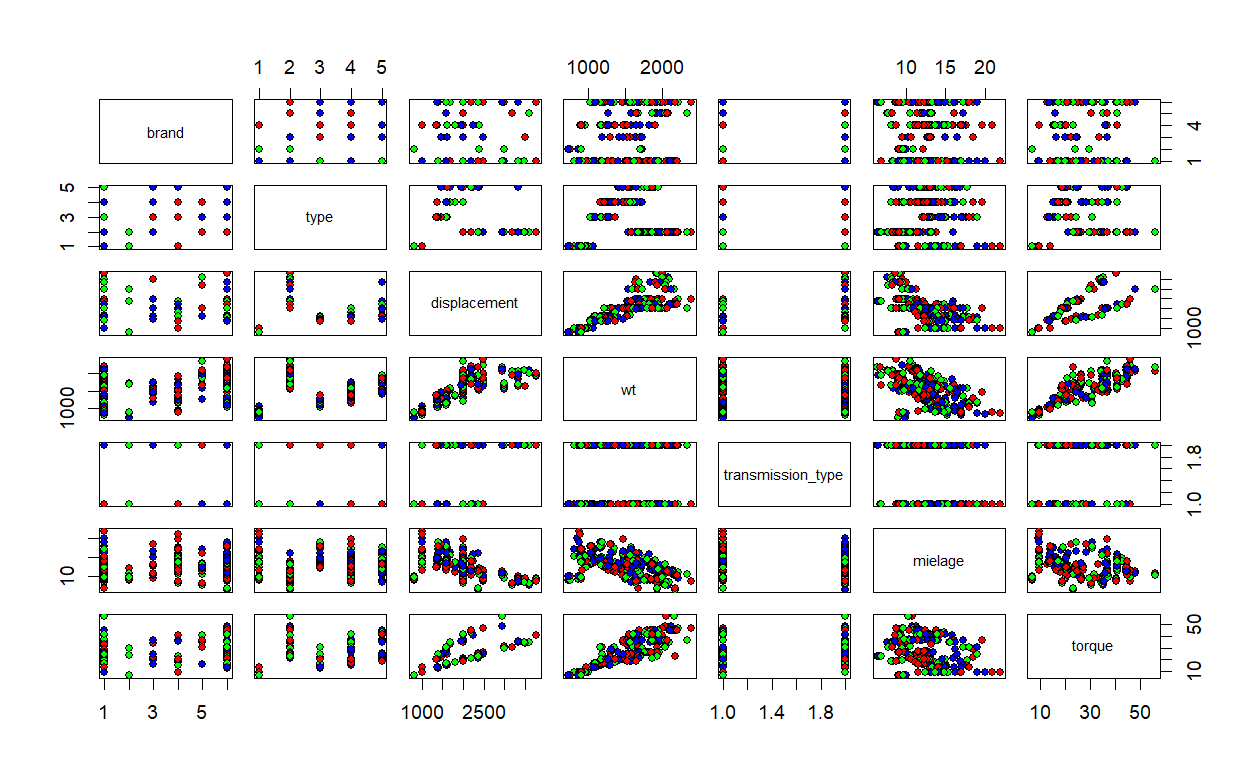 1 2 3 4 5 1000 2000 10 15 20
brand 4
1
5 type
3
1
displacement
1000
wt
1000
transmission_type 1.8
1.0
mielage
10
50
torque
10
1 3 5 1000 2500 1.0 1.4 1.8 10 30 50